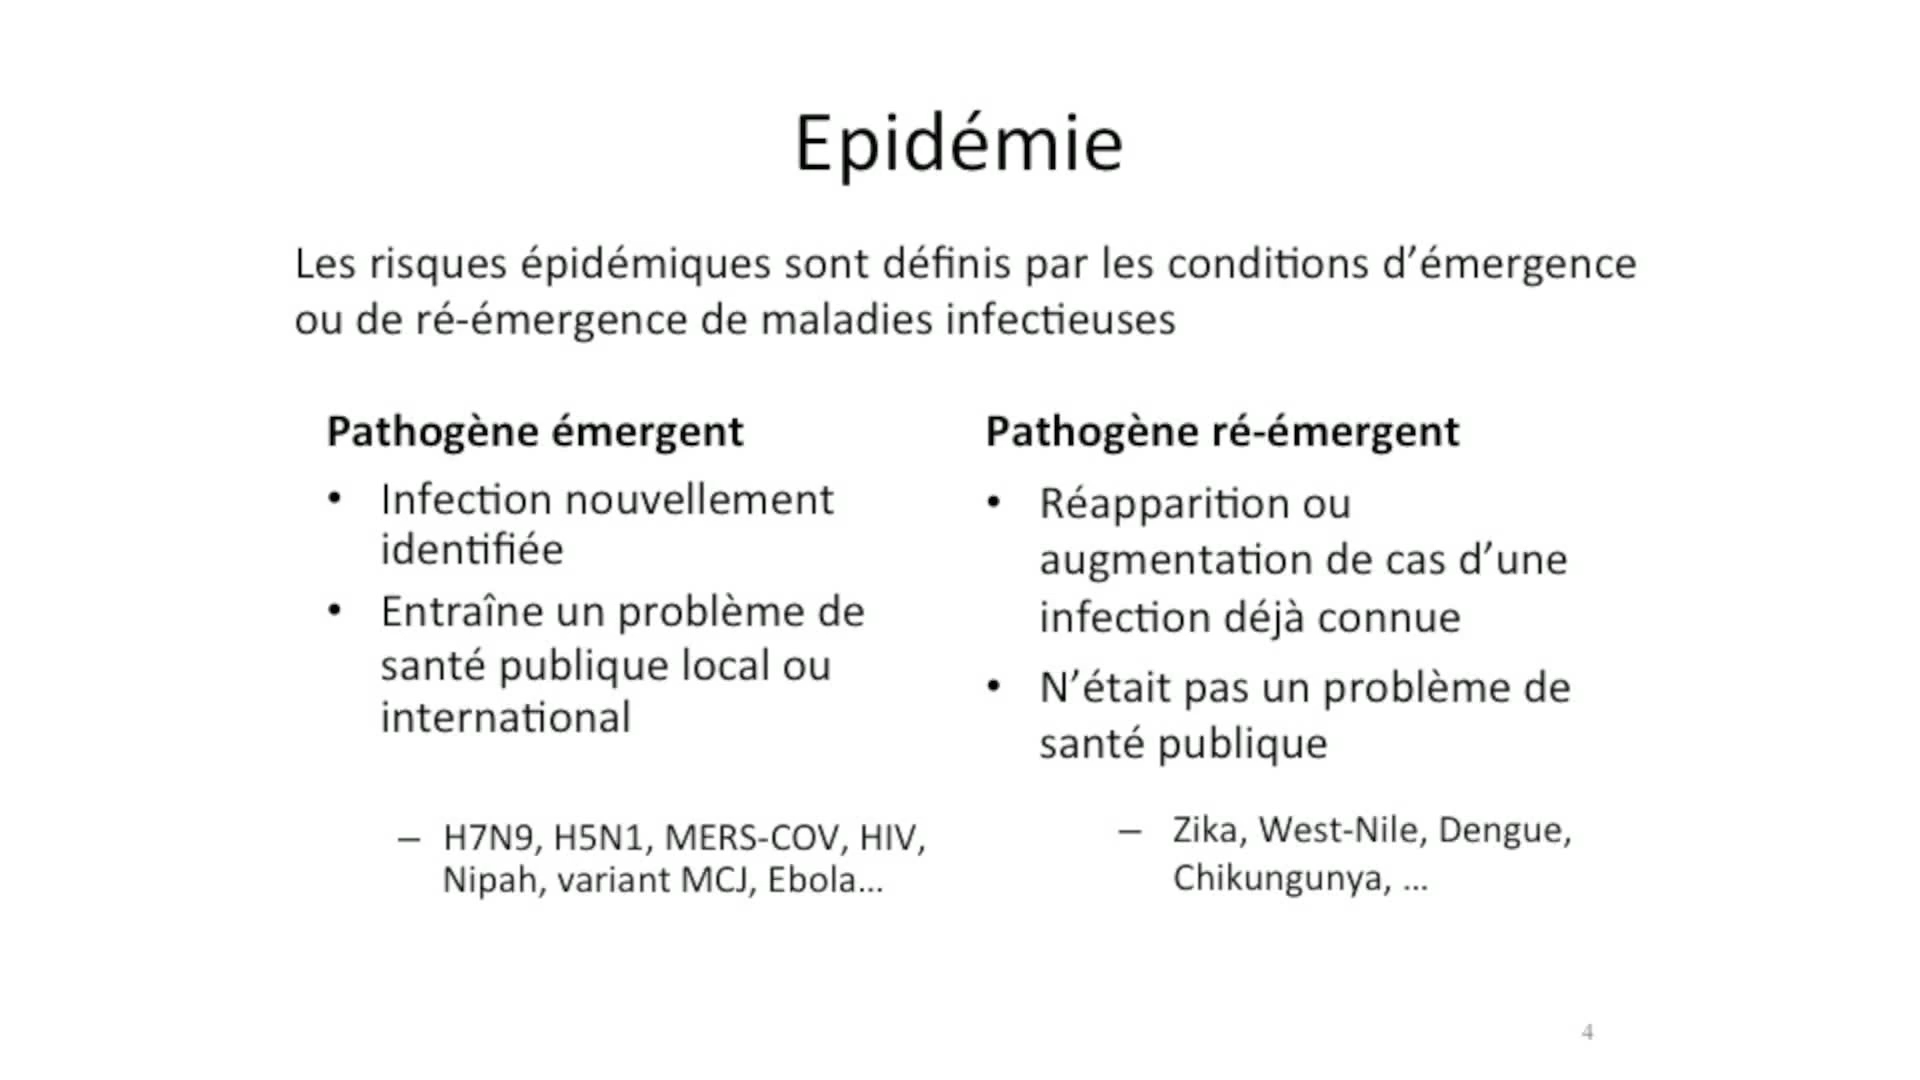 Epidémie
Les risques épidémiques sont définis par les conditions d’émergence
ou de ré-émergence de maladies infectieuses
Pathogène émergent
• Infection nouvellement
identifiée
• Entraîne un problème de
santé publique local ou
international
– H7N9, H5N1, MERS-COV, HIV,
Nipah, variant MCJ, Ebola...
Pathogène ré-émergent
• Réapparition ou
augmentation de cas d’une
infection déjà connue
• N’était pas un problème de
santé publique
– Zika, West-Nile, Dengue,
Chikungunya, ...
4